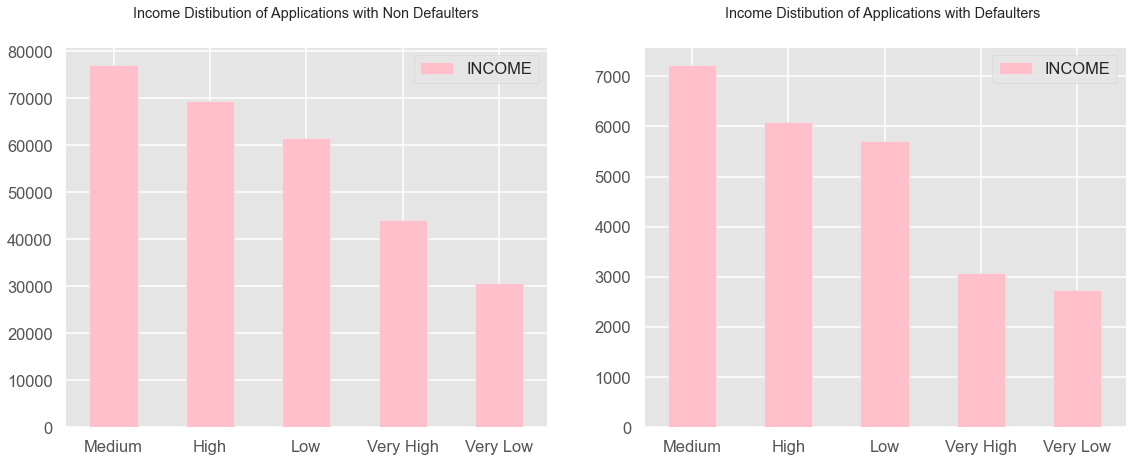 Income Distibution of Applications with Non Defaulters
80000
70000
60000
50000
40000
30000
20000
10000
0
INCOME
Medium High Low Very High Very Low
Income Distibution of Applications with Defaulters
7000
6000
5000
4000
3000
2000
1000
0
INCOME
Medium High Low Very High Very Low